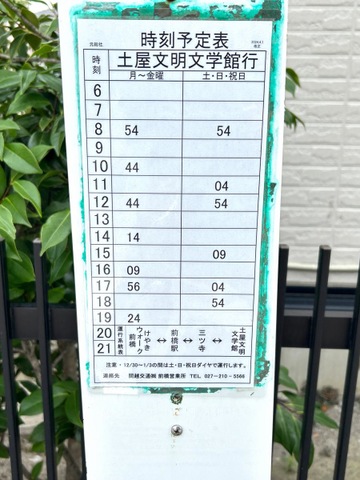 時刻予定表
土屋文明文学館行
時刻 月～金曜 土・日・祝日
6
7
8 54 54
9
10 44
11 04
12 44 54
13
14 14
15 09
16 09
17 56 04
18 54
19 24
20
21
運行系統表 前橋ウオーク けやき ↔ 前橋駅 ↔ 三ツ寺 ↔ 土屋文明文学館
注意・12/30～1/3の間は土・日・祝日ダイヤで運行します。
関越交通㈱ 前橋営業所 TEL 027-210-5566